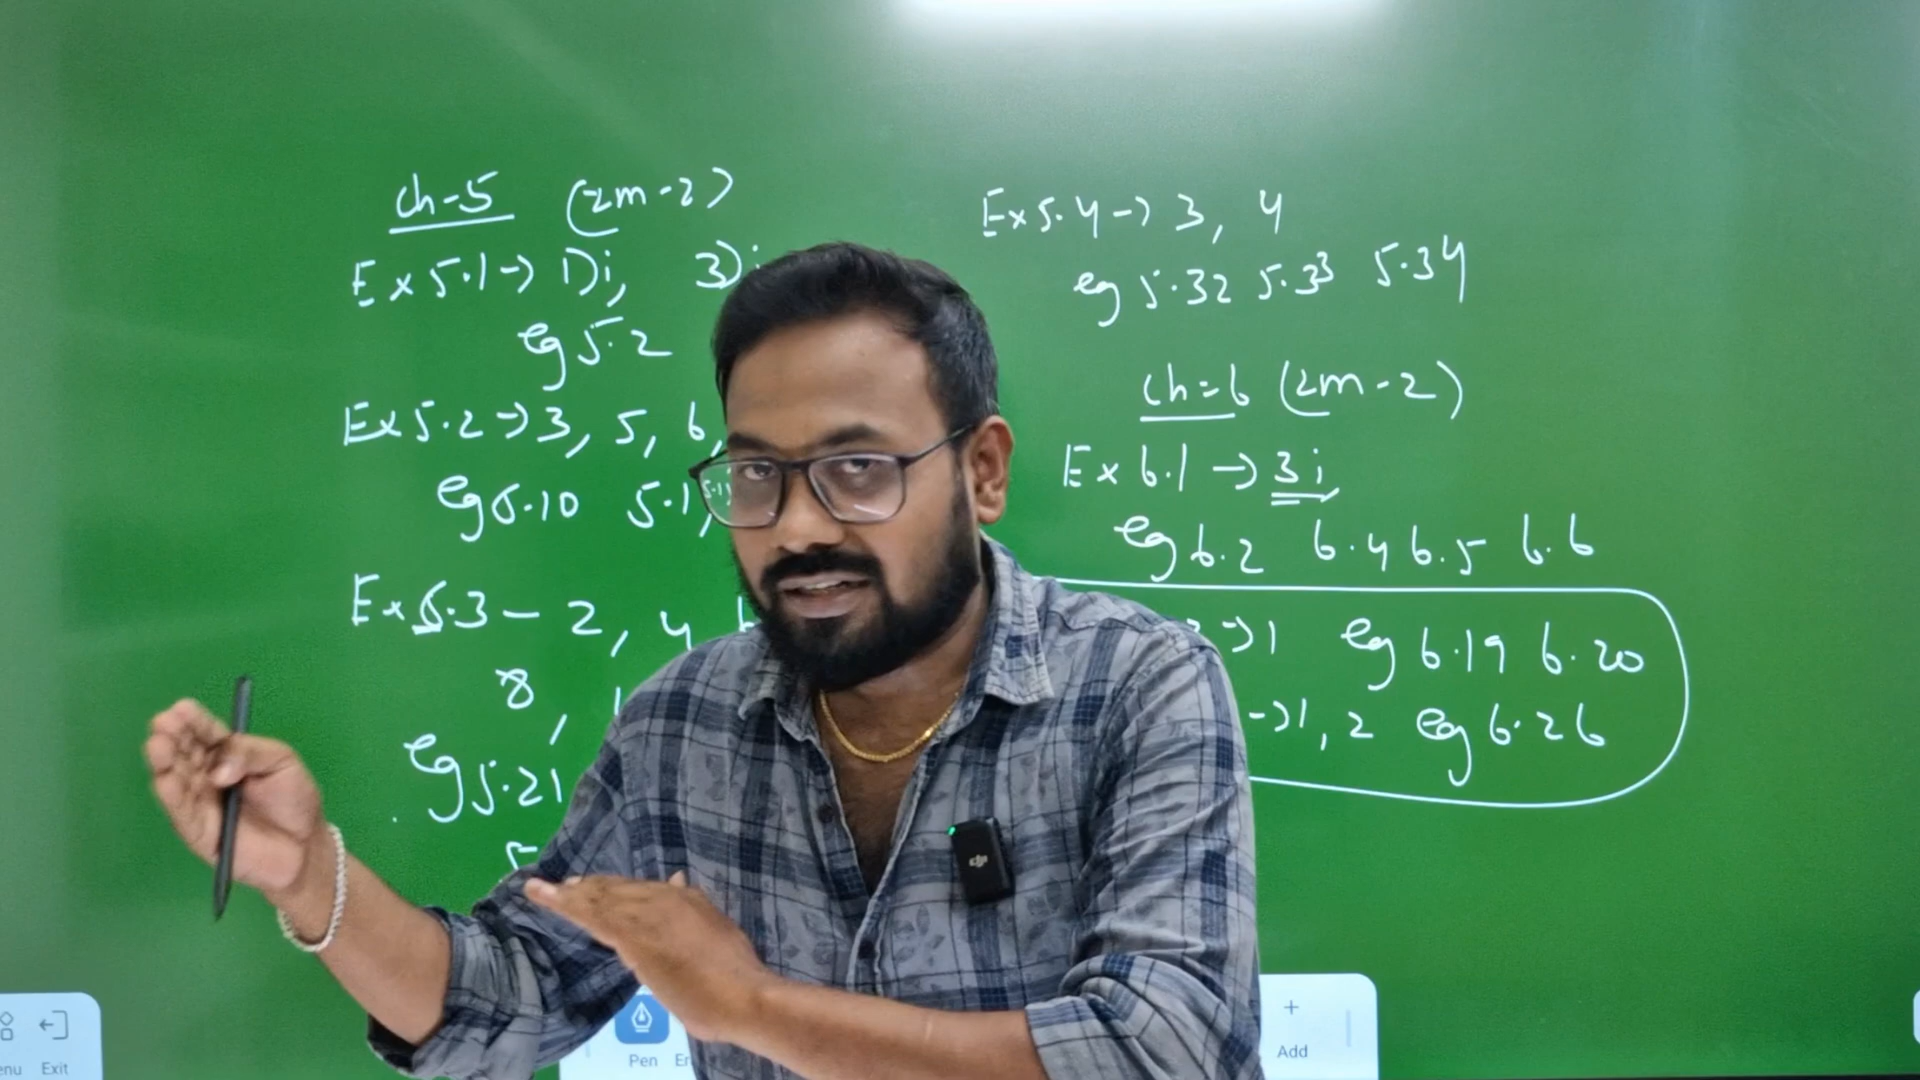 ch-5 (2m-2)
Ex 5.1→ 1)i, 3)i
eg 5.2
Ex 5.2→ 3, 5, 6,
eg 5.10 5.1
Ex 5.3 - 2, 4
8,
eg 5.21
5
Ex 5.4→ 3, 4
eg 5.32 5.33 5.34
ch=6 (2m-2)
Ex 6.1 → 3i,
eg 6.2 6.4 6.5 6.6
→1 eg 6.19 6.20
→1, 2 eg 6.26
Exit
Pen
Add
dji